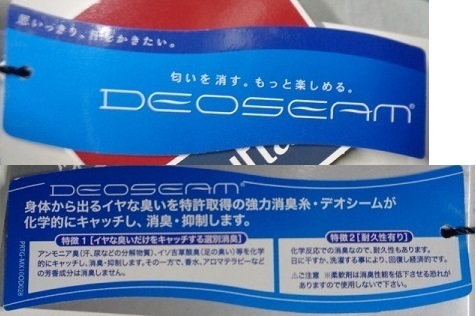 思いっきり、汗をかきたい。
匂いを消す。もっと楽しめる。
DEOSEAM®
DEOSEAM®
身体から出るイヤな臭いを特許取得の強力消臭糸・デオシームが
化学的にキャッチし、消臭・抑制します。
特徴1【イヤな臭いだけをキャッチする選別消臭】
アンモニア臭(汗、尿などの分解物質)、イソ吉草酸臭(足の臭い)等を化学
的にキャッチし、消臭・抑制します。その一方で、香水、アロマテラピーなど
の芳香成分は消臭しません。
特徴2【耐久性有り】
化学反応での消臭なので、耐久性もあります。
日に干すか、洗濯する事により、回復し経済的です。
⚠ご注意 ※柔軟剤は消臭性能を低下させる恐れが
ありますので使用しないで下さい。